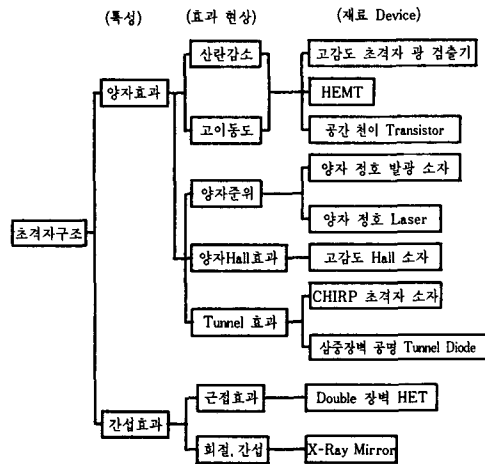 (특성) (효과 현상) (재료 Device)
산란감소
고감도 초격자 광 검출기
양자효과
HEMT
고이동도
공간 천이 Transistor
양자준위
양자 정호 발광 소자
양자 정호 Laser
초격자구조
양자Hall효과
고감도 Hall 소자
Tunnel 효과
CHIRP 초격자 소자
삼중장벽 공명 Tunnel Diode
근접효과
Double 장벽 HET
간섭효과
회절,간섭
X-Ray Mirror